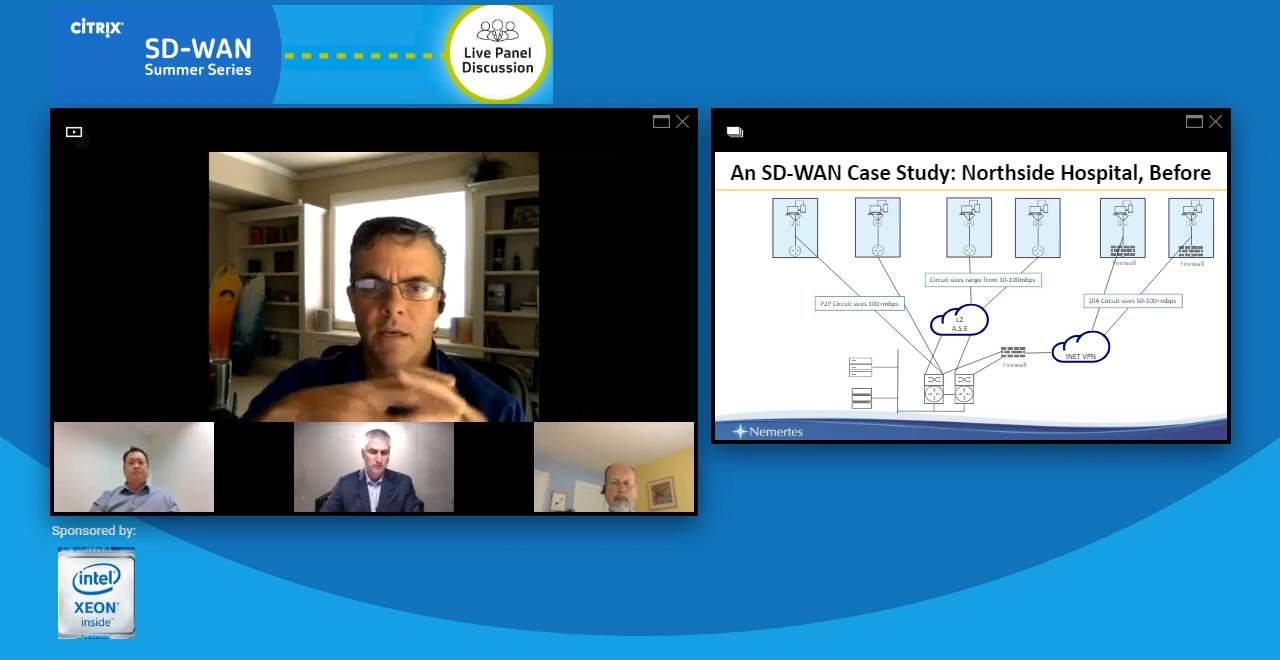 CITRIX
SD-WAN
Summer Series
Live Panel
Discussion
An SD-WAN Case Study: Northside Hospital, Before
Firewall
Firewall
Circuit sizes range from 10-100mbps
P2P Circuit sizes 100+mbps
DIA Circuit sizes 50-100+mbps
L2
A.S.E
INET VPN
Firewall
Nemertes
Sponsored by:
intel
XEON
inside